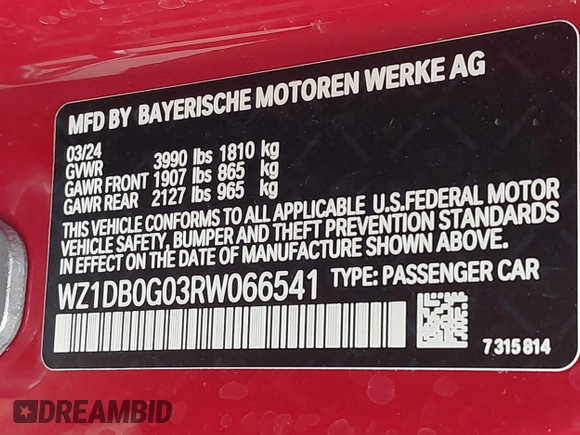 MFD BY BAYERISCHE MOTOREN WERKE AG
03/24
GVWR 3990 lbs 1810 kg
GAWR FRONT 1907 lbs 865 kg
GAWR REAR 2127 lbs 965 kg
THIS VEHICLE CONFORMS TO ALL APPLICABLE U.S.FEDERAL MOTOR
VEHICLE SAFETY, BUMPER AND THEFT PREVENTION STANDARDS
IN EFFECT ON THE DATE OF MANUFACTURE SHOWN ABOVE.
WZ1DB0G03RW066541 TYPE: PASSENGER CAR
7315814
DREAMBID